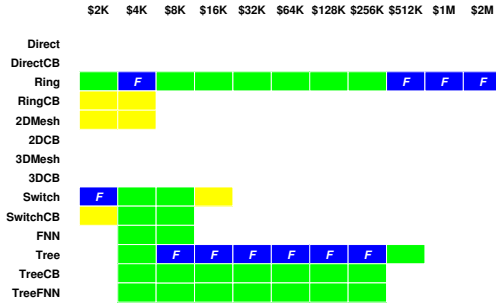 $2K $4K $8K $16K $32K $64K $128K $256K $512K $1M $2M
Direct
DirectCB
Ring F F F F
RingCB
2DMesh
2DCB
3DMesh
3DCB
Switch F
SwitchCB
FNN
Tree F F F F F F
TreeCB
TreeFNN